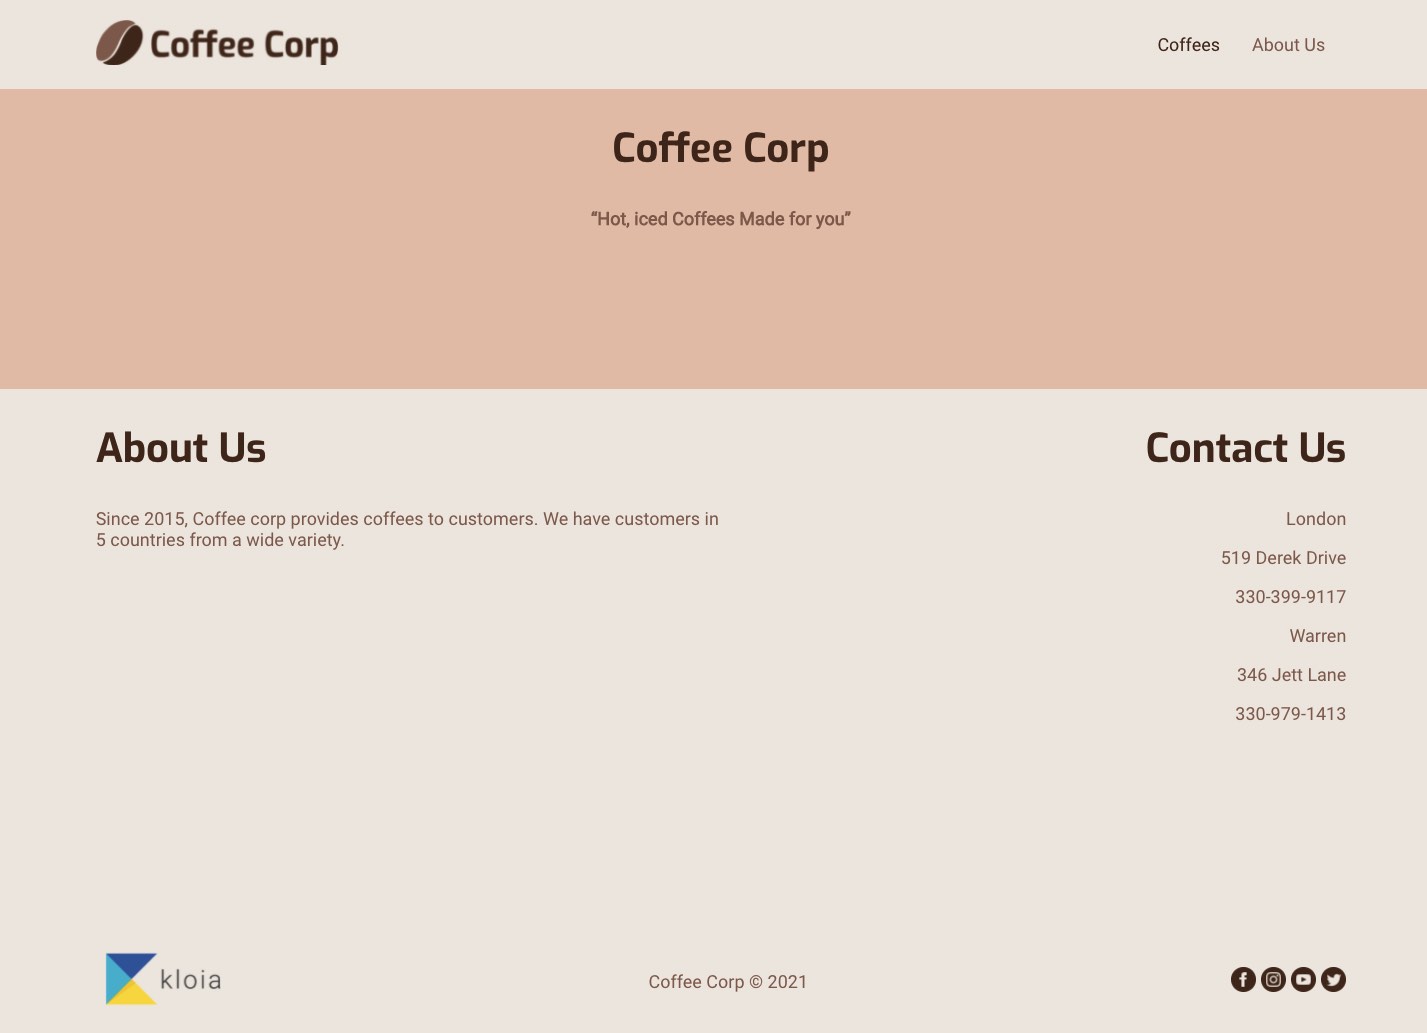 Coffee Corp
Coffees
About Us
Coffee Corp
“Hot, iced Coffees Made for you”
About Us
Since 2015, Coffee corp provides coffees to customers. We have customers in
5 countries from a wide variety.
Contact Us
London
519 Derek Drive
330-399-9117
Warren
346 Jett Lane
330-979-1413
kloia
Coffee Corp © 2021